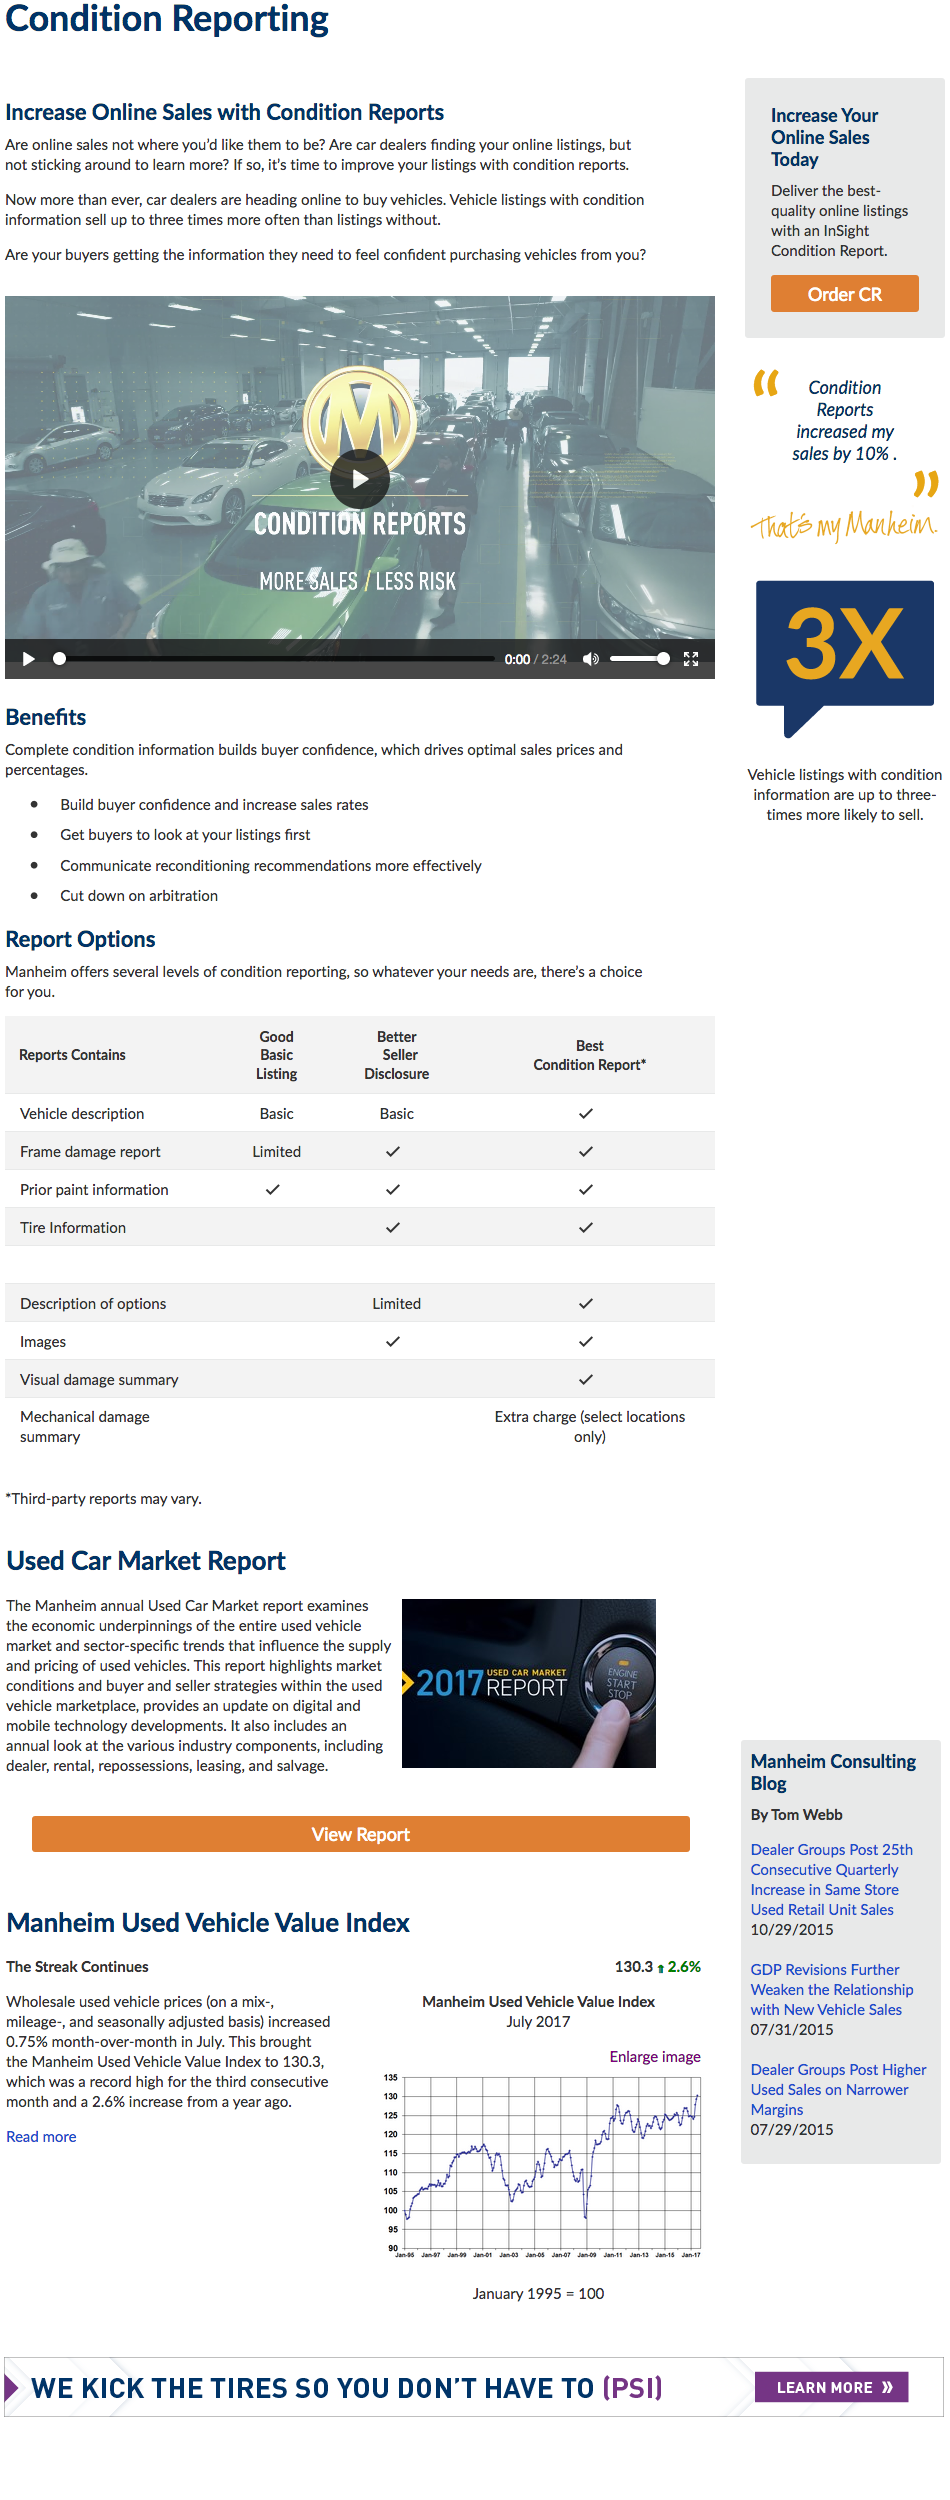 Condition Reporting
Increase Online Sales with Condition Reports
Are online sales not where you'd like them to be? Are car dealers finding your online listings, but
not sticking around to learn more? If so, it's time to improve your listings with condition reports.
Now more than ever, car dealers are heading online to buy vehicles. Vehicle listings with condition
information sell up to three times more often than listings without.
Are your buyers getting the information they need to feel confident purchasing vehicles from you?
M
CONDITION REPORTS
MORE SALES / LESS RISK
0:00 / 2:24
Benefits
Complete condition information builds buyer confidence, which drives optimal sales prices and
percentages.
● Build buyer confidence and increase sales rates
● Get buyers to look at your listings first
● Communicate reconditioning recommendations more effectively
● Cut down on arbitration
Report Options
Manheim offers several levels of condition reporting, so whatever your needs are, there's a choice
for you.
Reports Contains
Good
Basic
Listing
Better
Seller
Disclosure
Best
Condition Report*
Vehicle description Basic Basic ✓
Frame damage report Limited ✓ ✓
Prior paint information ✓ ✓ ✓
Tire Information ✓ ✓
Description of options Limited ✓
Images ✓ ✓
Visual damage summary ✓
Mechanical damage
summary
Extra charge (select locations
only)
*Third-party reports may vary.
Increase Your
Online Sales
Today
Deliver the best-
quality online listings
with an InSight
Condition Report.
Order CR
“ Condition
Reports
increased my
sales by 10% .
”
That's my Manheim.
3X
Vehicle listings with condition
information are up to three-
times more likely to sell.
Used Car Market Report
The Manheim annual Used Car Market report examines
the economic underpinnings of the entire used vehicle
market and sector-specific trends that influence the supply
and pricing of used vehicles. This report highlights market
conditions and buyer and seller strategies within the used
vehicle marketplace, provides an update on digital and
mobile technology developments. It also includes an
annual look at the various industry components, including
dealer, rental, repossessions, leasing, and salvage.
2017 USED CAR MARKET
REPORT
ENGINE
START
STOP
View Report
Manheim Used Vehicle Value Index
The Streak Continues
130.3 2.6%
Wholesale used vehicle prices (on a mix-,
mileage-, and seasonally adjusted basis) increased
0.75% month-over-month in July. This brought
the Manheim Used Vehicle Value Index to 130.3,
which was a record high for the third consecutive
month and a 2.6% increase from a year ago.
Read more
Manheim Used Vehicle Value Index
July 2017
Enlarge image
135
130
125
120
115
110
105
100
95
90
Jan-95 Jan-97 Jan-99 Jan-01 Jan-03 Jan-05 Jan-07 Jan-09 Jan-11 Jan-13 Jan-15 Jan-17
January 1995 = 100
Manheim Consulting
Blog
By Tom Webb
Dealer Groups Post 25th
Consecutive Quarterly
Increase in Same Store
Used Retail Unit Sales
10/29/2015
GDP Revisions Further
Weaken the Relationship
with New Vehicle Sales
07/31/2015
Dealer Groups Post Higher
Used Sales on Narrower
Margins
07/29/2015
WE KICK THE TIRES SO YOU DON'T HAVE TO (PSI)
LEARN MORE »